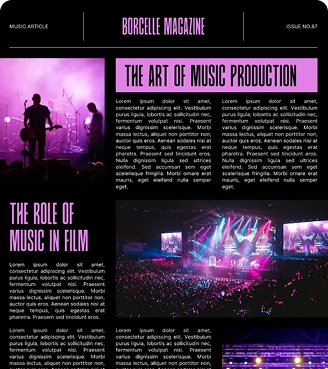 MUSIC ARTICLE
BORCELLE MAGAZINE
ISSUE NO.87
THE ART OF MUSIC PRODUCTION
Lorem ipsum dolor sit amet,
consectetur adipiscing elit. Vivamus
purus ligula, lobortis ac sollicitudin nec,
fermentum volutpat nisi. Praesent
varius dignissim scelerisque. Morbi
massa lectus, aliquet non porttitor non,
auctor quis eros. Aenean sodales nisi at
neque tempus, quis egestas erat
pharetra. Praesent sed tincidunt eros.
Nulla dignissim ligula sed ultrices
eleifend. Sed accumsan sem eget
scelerisque fringilla. Morbi ornare erat
mauris, eget eleifend nulla semper
eget.
Lorem ipsum dolor sit amet,
consectetur adipiscing elit. Vivamus
purus ligula, lobortis ac sollicitudin nec,
fermentum volutpat nisi. Praesent
varius dignissim scelerisque. Morbi
massa lectus, aliquet non porttitor non,
auctor quis eros. Aenean sodales nisi at
neque tempus, quis egestas erat
pharetra. Praesent sed tincidunt eros.
Nulla dignissim ligula sed ultrices
eleifend. Sed accumsan sem eget
scelerisque fringilla. Morbi ornare erat
mauris, eget eleifend nulla semper
eget.
THE ROLE OF
MUSIC IN FILM
Lorem ipsum dolor sit amet,
consectetur adipiscing elit. Vivamus
purus ligula, lobortis ac sollicitudin nec,
fermentum volutpat nisi. Praesent
varius dignissim scelerisque. Morbi
massa lectus, aliquet non porttitor non,
auctor quis eros. Aenean sodales nisi at
neque tempus, quis egestas erat
pharetra. Praesent sed tincidunt eros.
Lorem ipsum dolor sit amet,
consectetur adipiscing elit. Vivamus
purus ligula, lobortis ac sollicitudin nec,
fermentum volutpat nisi. Praesent
varius dignissim scelerisque. Morbi
massa lectus, aliquet non porttitor non,
Lorem ipsum dolor sit amet,
consectetur adipiscing elit. Vivamus
purus ligula, lobortis ac sollicitudin nec,
fermentum volutpat nisi. Praesent
varius dignissim scelerisque. Morbi
massa lectus, aliquet non porttitor non,